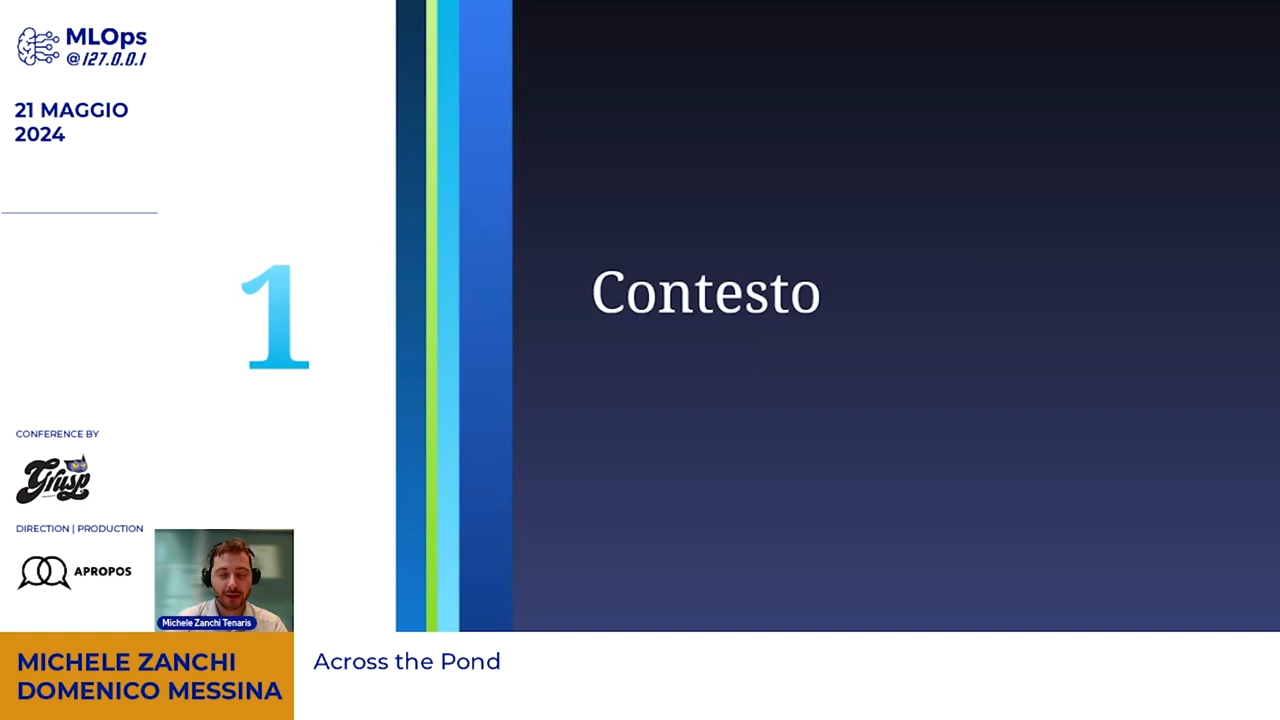 MLOps
@127.0.0.1
21 MAGGIO
2024
1
Contesto
CONFERENCE BY
Grusp
DIRECTION | PRODUCTION
APROPOS
Michele Zanchi Tenaris
MICHELE ZANCHI
DOMENICO MESSINA
Across the Pond